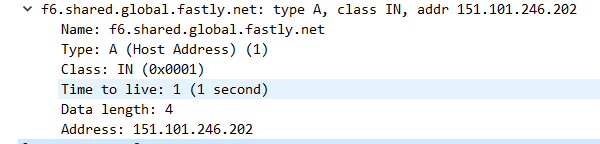 f6.shared.global.fastly.net: type A, class IN, addr 151.101.246.202
Name: f6.shared.global.fastly.net
Type: A (Host Address) (1)
Class: IN (0x0001)
Time to live: 1 (1 second)
Data length: 4
Address: 151.101.246.202